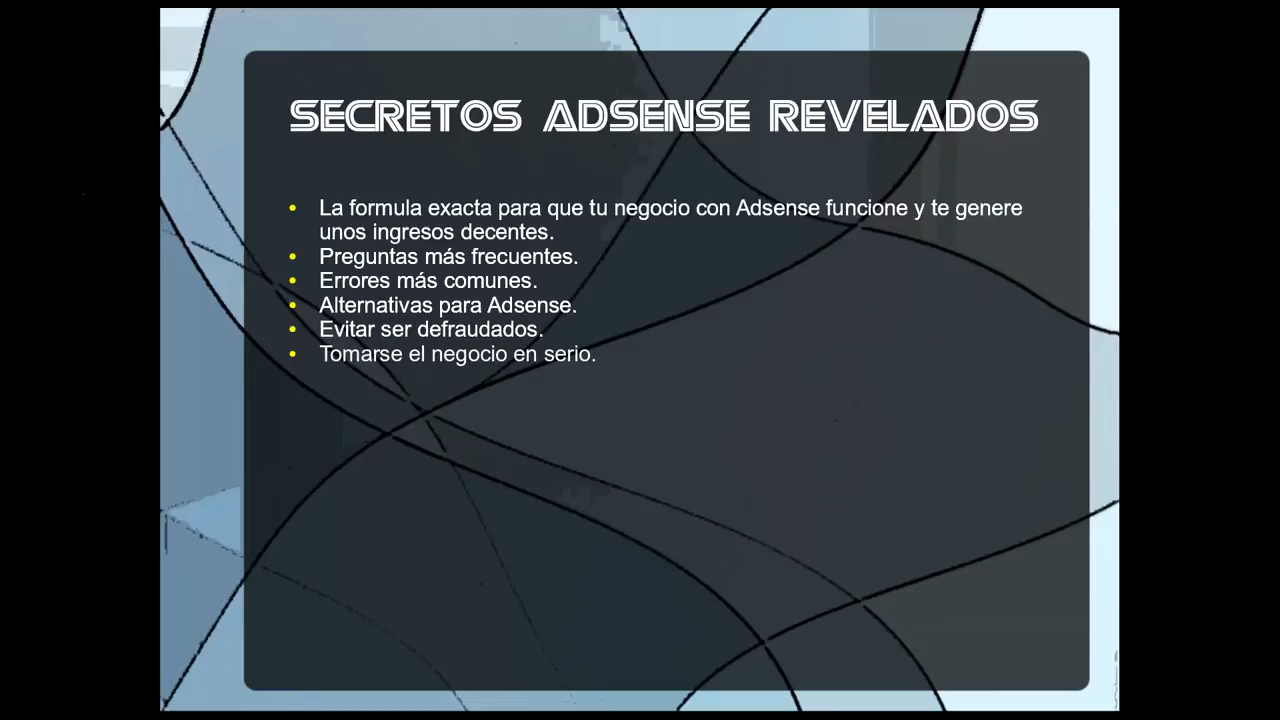 SECRETOS ADSENSE REVELADOS
• La formula exacta para que tu negocio con Adsense funcione y te genere
unos ingresos decentes.
• Preguntas más frecuentes.
• Errores más comunes.
• Alternativas para Adsense.
• Evitar ser defraudados.
• Tomarse el negocio en serio.